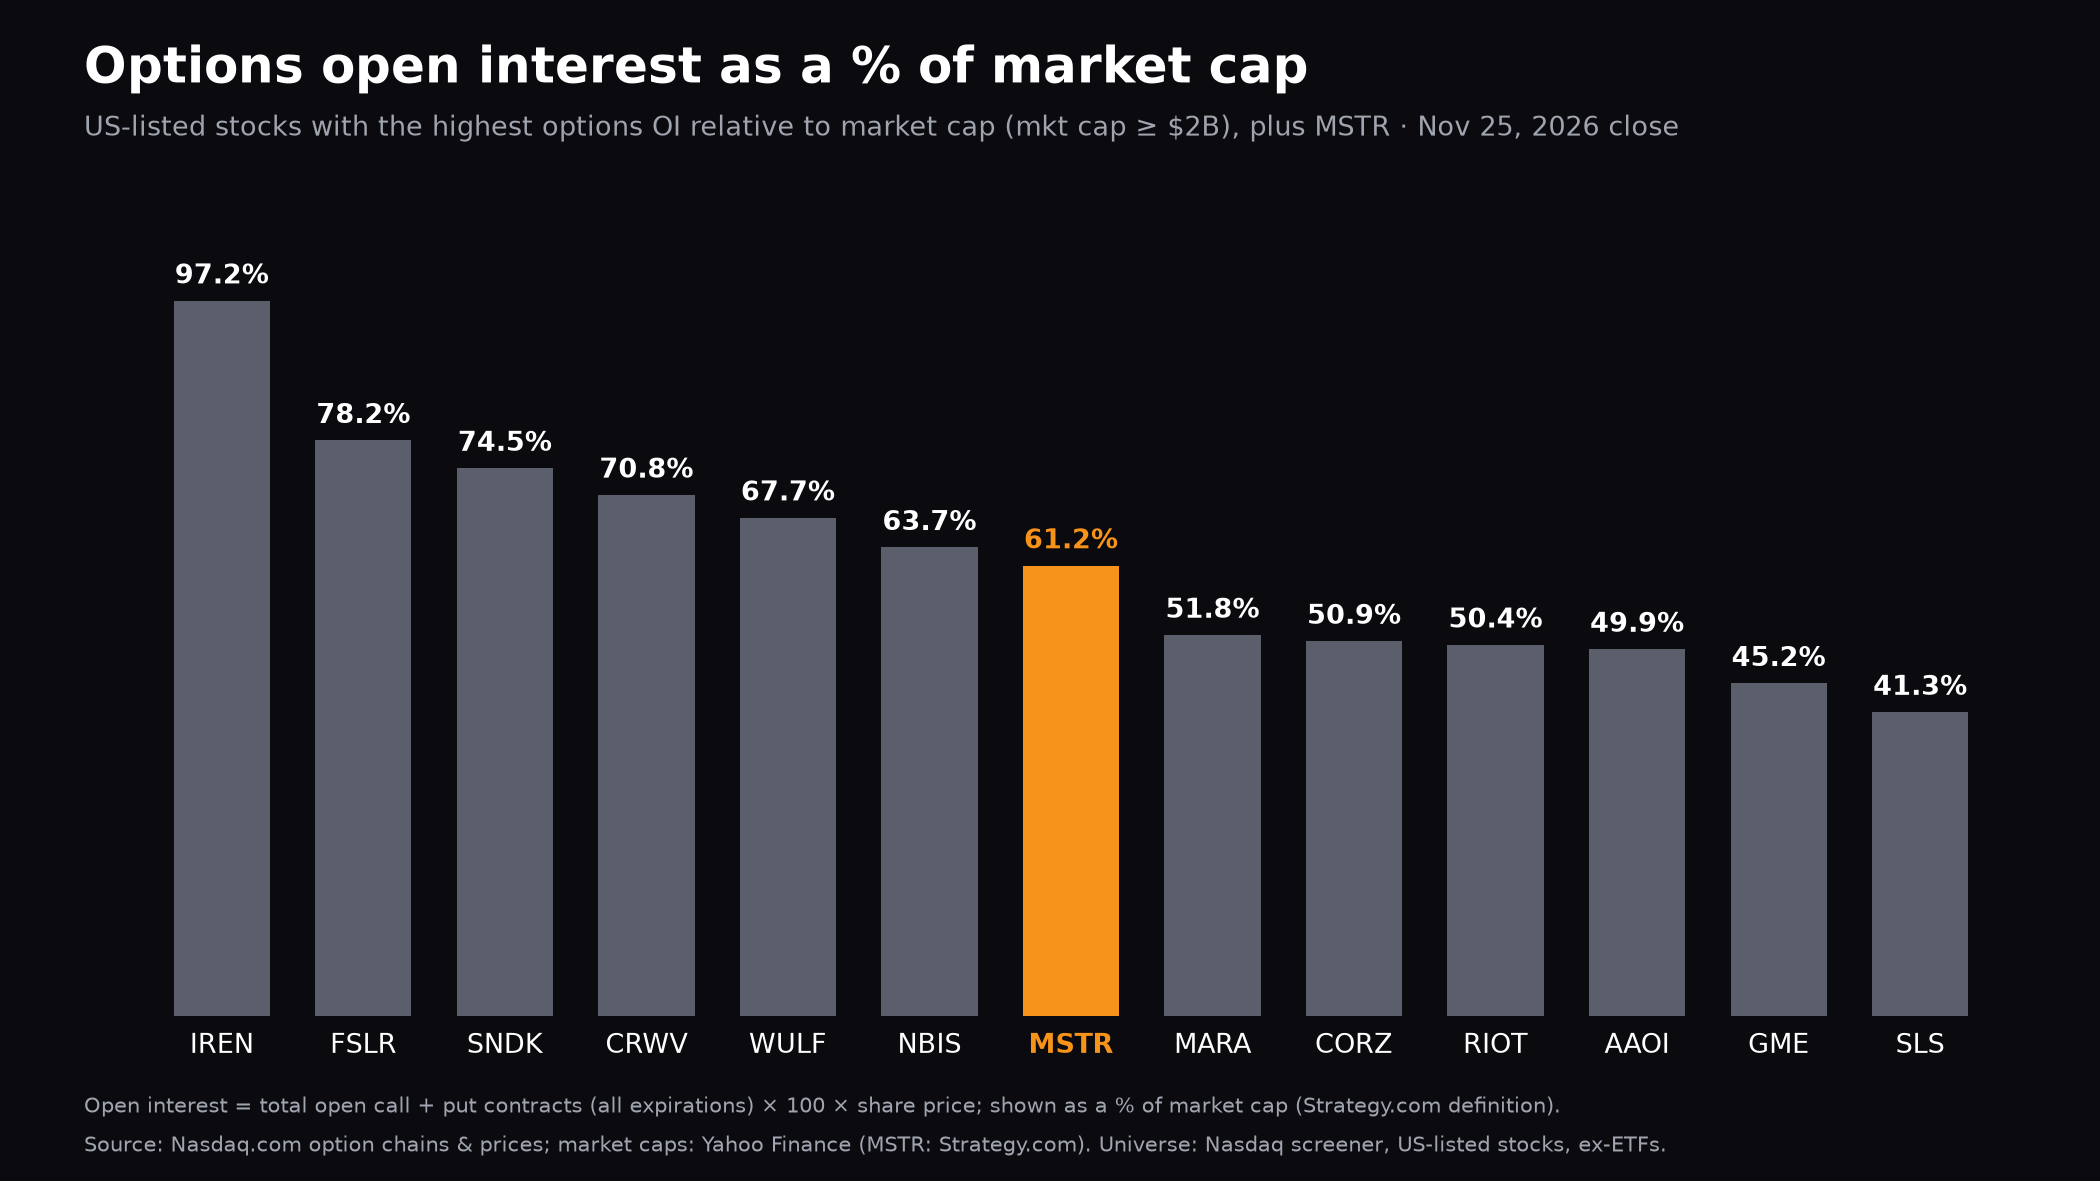 Options open interest as a % of market cap
US-listed stocks with the highest options OI relative to market cap (mkt cap ≥ $2B), plus MSTR · Nov 25, 2026 close
97.2%
78.2%
74.5%
70.8%
67.7%
63.7%
61.2%
51.8%
50.9%
50.4%
49.9%
45.2%
41.3%
IREN
FSLR
SNDK
CRWV
WULF
NBIS
MSTR
MARA
CORZ
RIOT
AAOI
GME
SLS
Open interest = total open call + put contracts (all expirations) × 100 × share price; shown as a % of market cap (Strategy.com definition).
Source: Nasdaq.com option chains & prices; market caps: Yahoo Finance (MSTR: Strategy.com). Universe: Nasdaq screener, US-listed stocks, ex-ETFs.